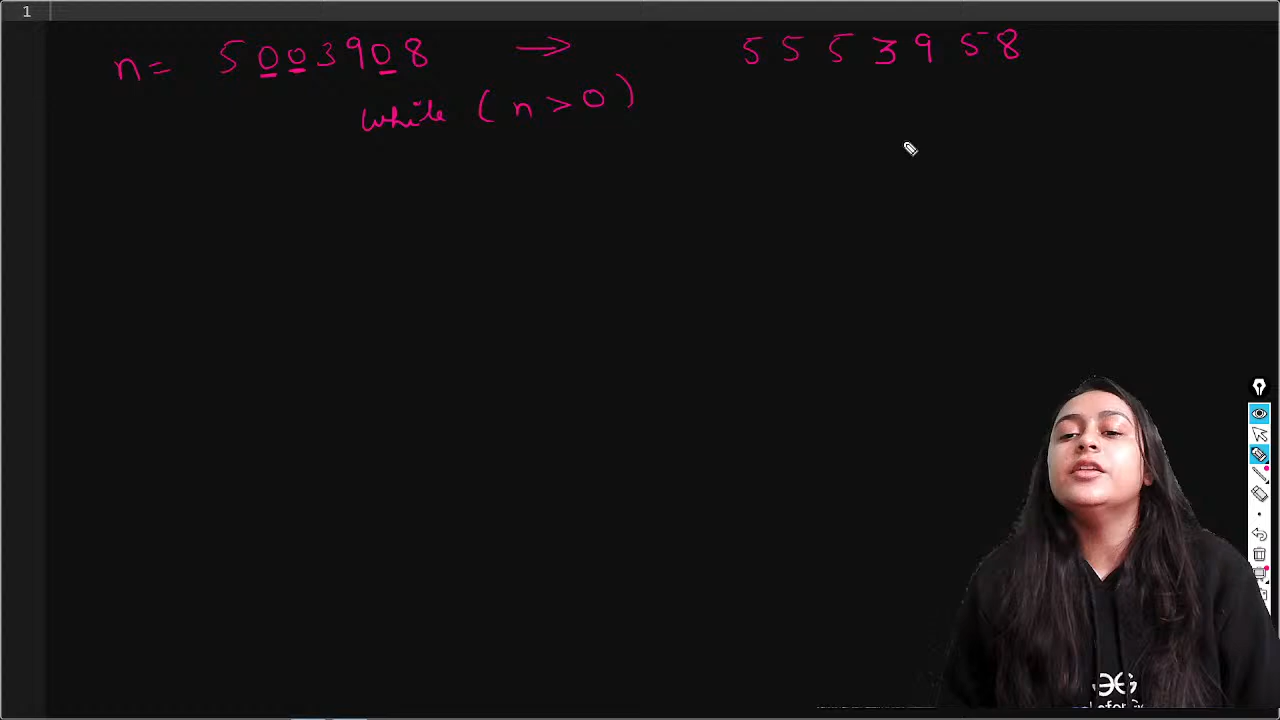 1
n = 5003908 → 5553958
while ( n > 0 )